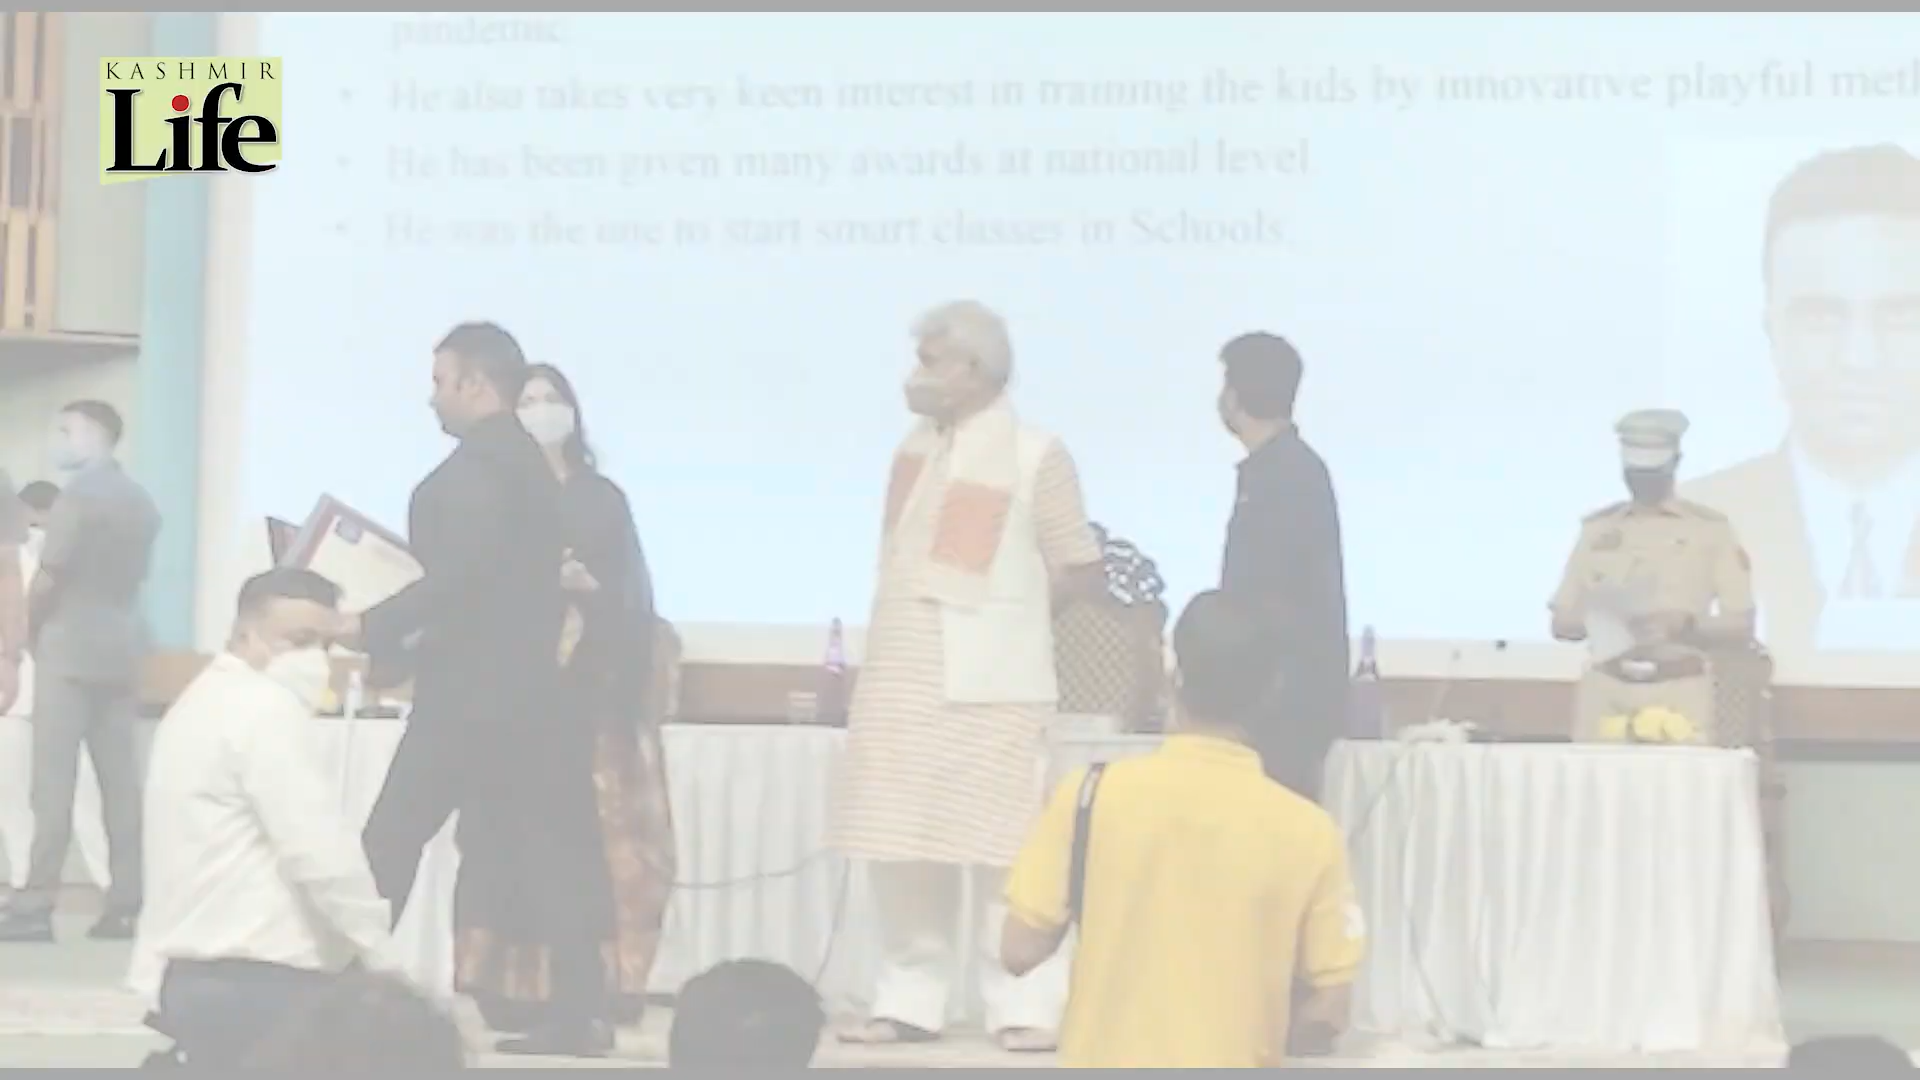 KASHMIR
Life
pandemic.
• He also takes very keen interest in training the kids by innovative playful meth
• He has been given many awards at national level.
• He was the one to start smart classes in Schools.